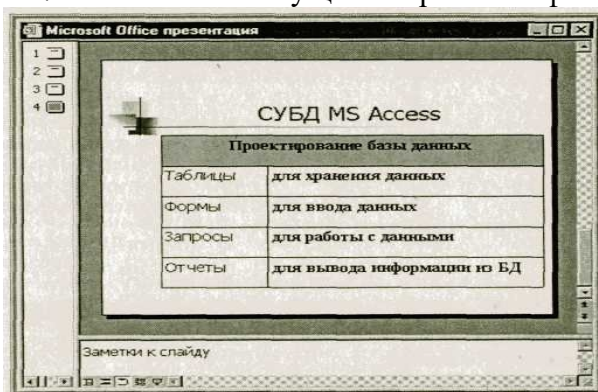 Microsoft Office презентация
1
2
3
4
СУБД MS Access
Проектирование базы данных
Таблицы для хранения данных
Формы для ввода данных
Запросы для работы с данными
Отчеты для вывода информации из БД
Заметки к слайду